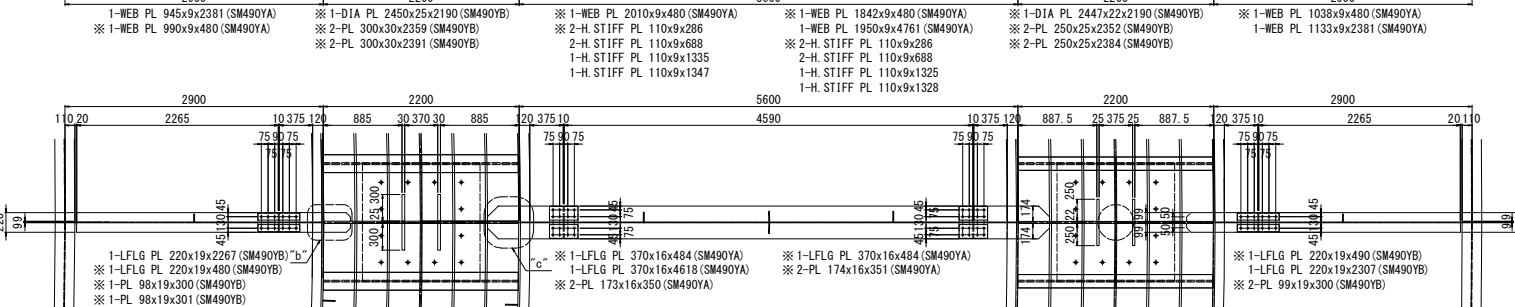 1-WEB PL 945x9x2381(SM490YA)
※1-WEB PL 990x9x480(SM490YA)
※1-DIA PL 2450x25x2190(SM490YB)
※2-PL 300x30x2359(SM490YB)
※2-PL 300x30x2391(SM490YB)
※1-WEB PL 2010x9x480(SM490YA)
※2-H.STIFF PL 110x9x286
2-H.STIFF PL 110x9x688
1-H.STIFF PL 110x9x1335
1-H.STIFF PL 110x9x1347
※1-WEB PL 1842x9x480(SM490YA)
1-WEB PL 1950x9x4761(SM490YA)
※2-H.STIFF PL 110x9x286
2-H.STIFF PL 110x9x688
1-H.STIFF PL 110x9x1325
1-H.STIFF PL 110x9x1328
※1-DIA PL 2447x22x2190(SM490YB)
※2-PL 250x25x2352(SM490YB)
※2-PL 250x25x2384(SM490YB)
※1-WEB PL 1038x9x480(SM490YA)
1-WEB PL 1133x9x2381(SM490YA)
2900 2200 5600 2200 2900
110 20 2265 10 375 120 885 30 370 30 885 120 375 10 4590 10 375 120 887.5 25 375 25 887.5 120 375 10 2265 20 110
75 90 75 75 90 75 75 90 75 75 90 75
75 75
99
45 130 45
300 25 300
45 130 45
75 75
45 130 45
75 75
174 174
250 22 250
99 99
50 50
45 130 45
99
1-LFLG PL 220x19x2267(SM490YB)
※1-LFLG PL 220x19x480(SM490YB)
※1-PL 98x19x300(SM490YB)
※1-PL 98x19x301(SM490YB)
"b"
"c"
※1-LFLG PL 370x16x484(SM490YA)
1-LFLG PL 370x16x4618(SM490YA)
※2-PL 173x16x350(SM490YA)
※1-LFLG PL 370x16x484(SM490YA)
※2-PL 174x16x351(SM490YA)
※1-LFLG PL 220x19x490(SM490YB)
1-LFLG PL 220x19x2307(SM490YB)
※2-PL 99x19x300(SM490YB)